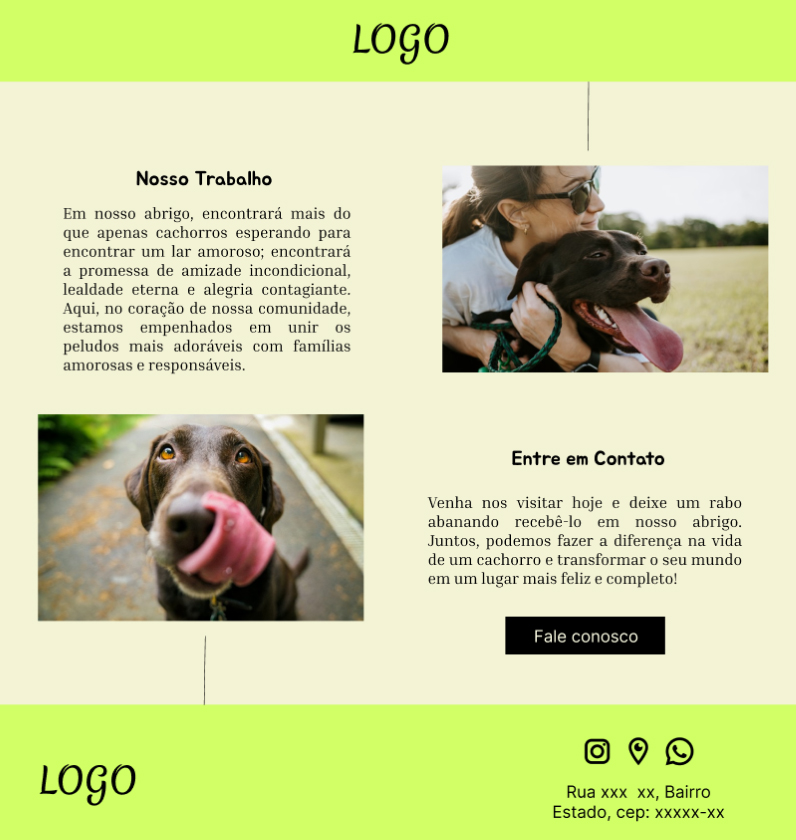 LOGO
Nosso Trabalho
Em nosso abrigo, encontrará mais do
que apenas cachorros esperando para
encontrar um lar amoroso; encontrará
a promessa de amizade incondicional,
lealdade eterna e alegria contagiante.
Aqui, no coração de nossa comunidade,
estamos empenhados em unir os
peludos mais adoráveis com famílias
amorosas e responsáveis.
Entre em Contato
Venha nos visitar hoje e deixe um rabo
abanando recebê-lo em nosso abrigo.
Juntos, podemos fazer a diferença na vida
de um cachorro e transformar o seu mundo
em um lugar mais feliz e completo!
Fale conosco
LOGO
Rua xxx xx, Bairro
Estado, cep: xxxxx-xx